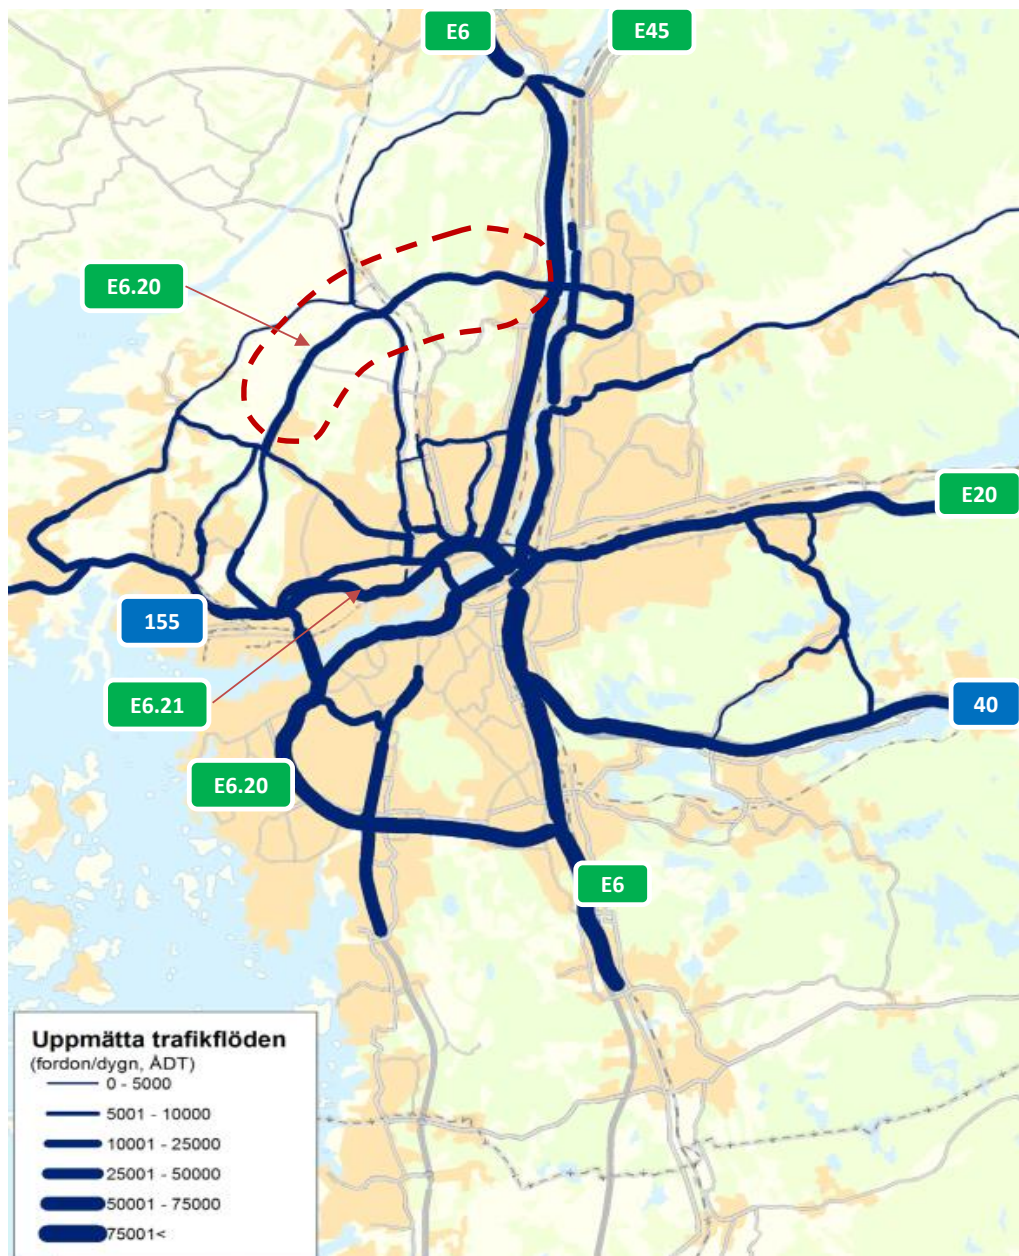 E6
E45
E6.20
E20
155
E6.21
40
E6.20
E6
Uppmätta trafikflöden
(fordon/dygn, ÅDT)
0 - 5000
5001 - 10000
10001 - 25000
25001 - 50000
50001 - 75000
75001<